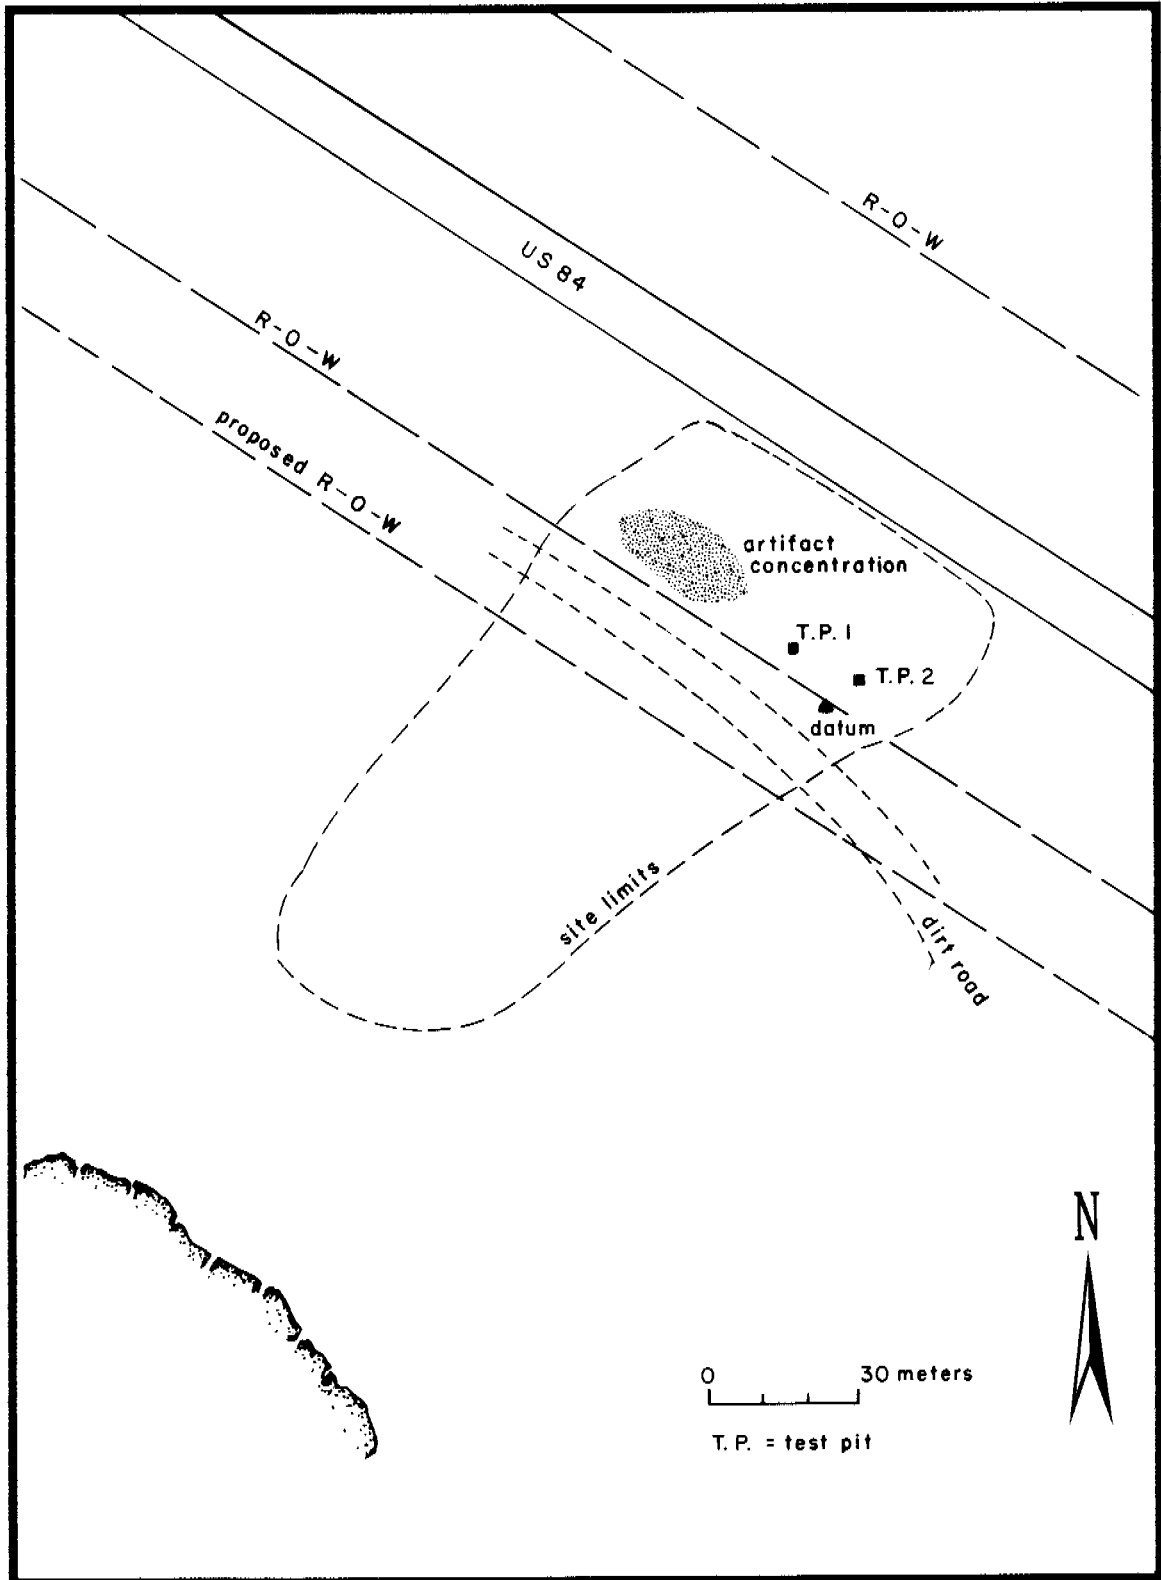 R-O-W
US 84
R-O-W
proposed R-O-W
artifact
concentration
T.P. 1
T.P. 2
datum
site limits
dirt road
N
0 30 meters
T. P. = test pit